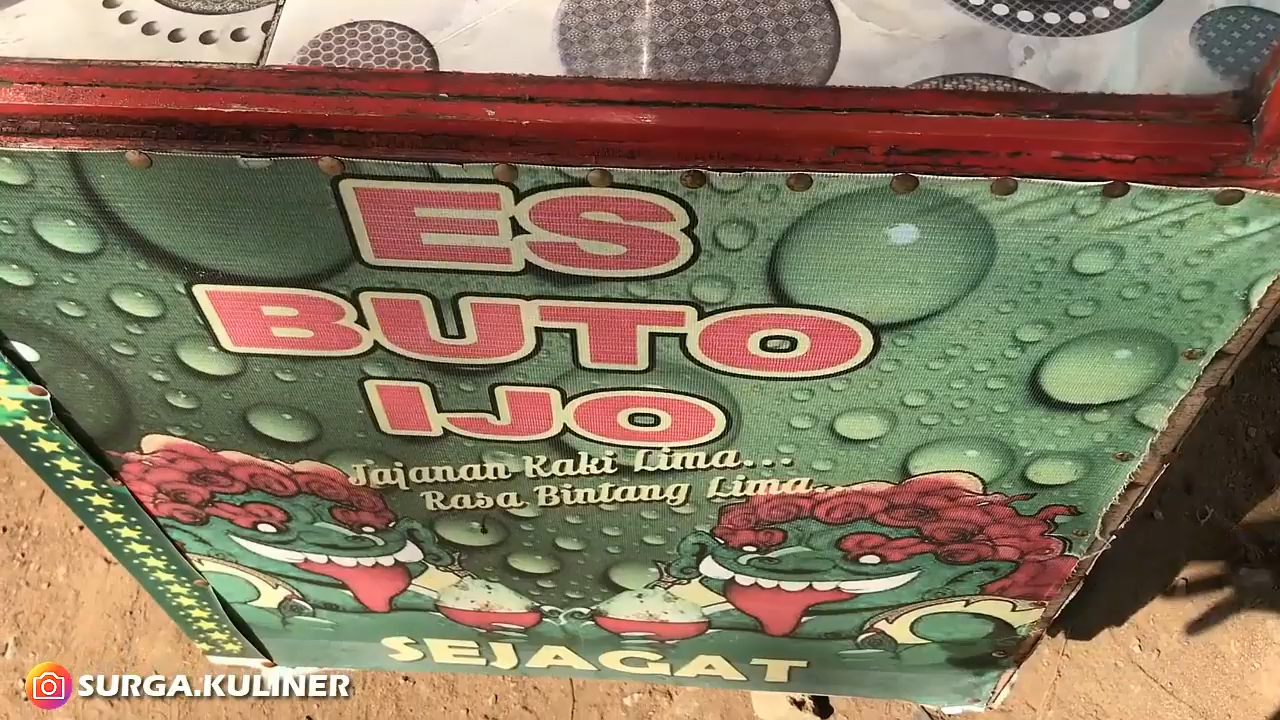 ES
BUTO
IJO
Jajanan Kaki Lima...
Rasa Bintang Lima...
SEJAGAT
SURGA.KULINER